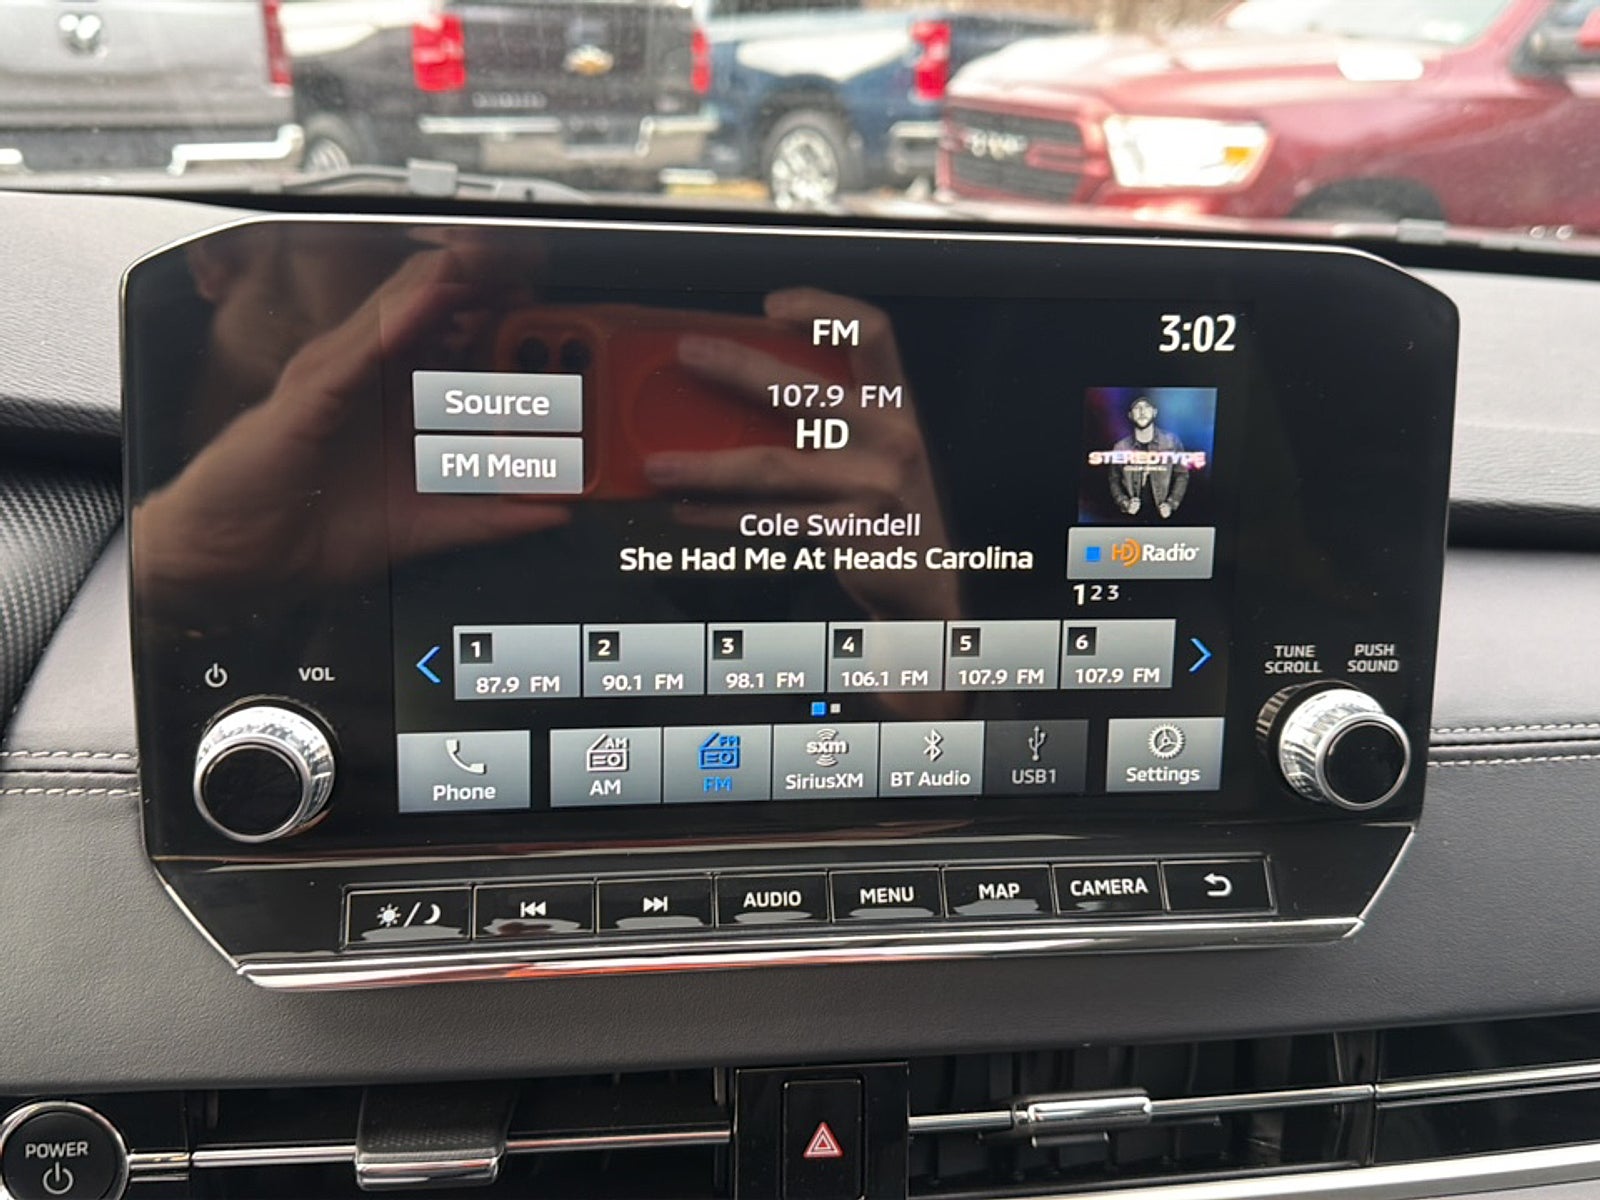 FM
3:02
Source
107.9 FM
HD
FM Menu
STEREOTYPE
Cole Swindell
She Had Me At Heads Carolina
HD Radio
1 2 3
1 87.9 FM
2 90.1 FM
3 98.1 FM
4 106.1 FM
5 107.9 FM
6 107.9 FM
VOL
TUNE
SCROLL
PUSH
SOUND
Phone
AM
AM
FM
FM
sxm
SiriusXM
BT Audio
USB1
Settings
AUDIO
MENU
MAP
CAMERA
POWER